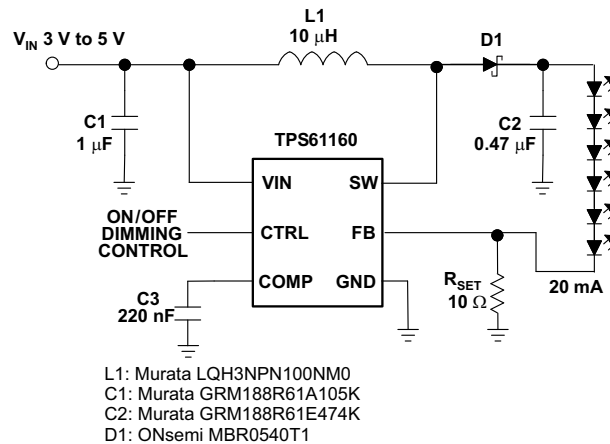 L1
10 μH
V_IN 3 V to 5 V
D1
C1
1 μF
C2
0.47 μF
TPS61160
VIN
SW
ON/OFF
DIMMING
CONTROL
CTRL
FB
COMP
GND
C3
220 nF
R_SET
10 Ω
20 mA
L1: Murata LQH3NPN100NM0
C1: Murata GRM188R61A105K
C2: Murata GRM188R61E474K
D1: ONsemi MBR0540T1